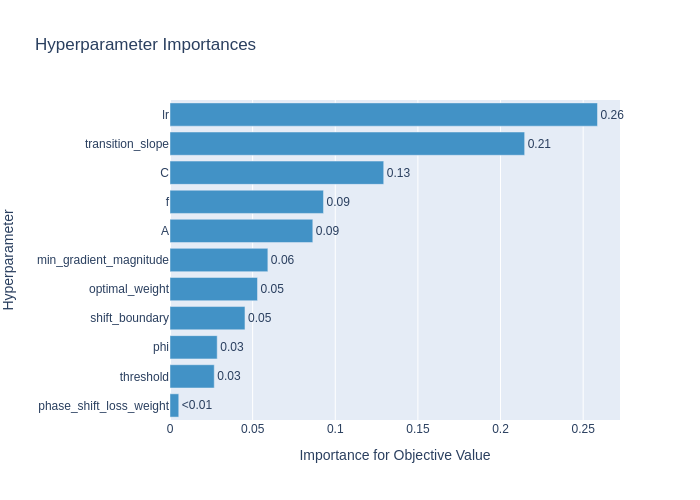 Hyperparameter Importances
Hyperparameter
lr 0.26
transition_slope 0.21
C 0.13
f 0.09
A 0.09
min_gradient_magnitude 0.06
optimal_weight 0.05
shift_boundary 0.05
phi 0.03
threshold 0.03
phase_shift_loss_weight <0.01
0 0.05 0.1 0.15 0.2 0.25
Importance for Objective Value